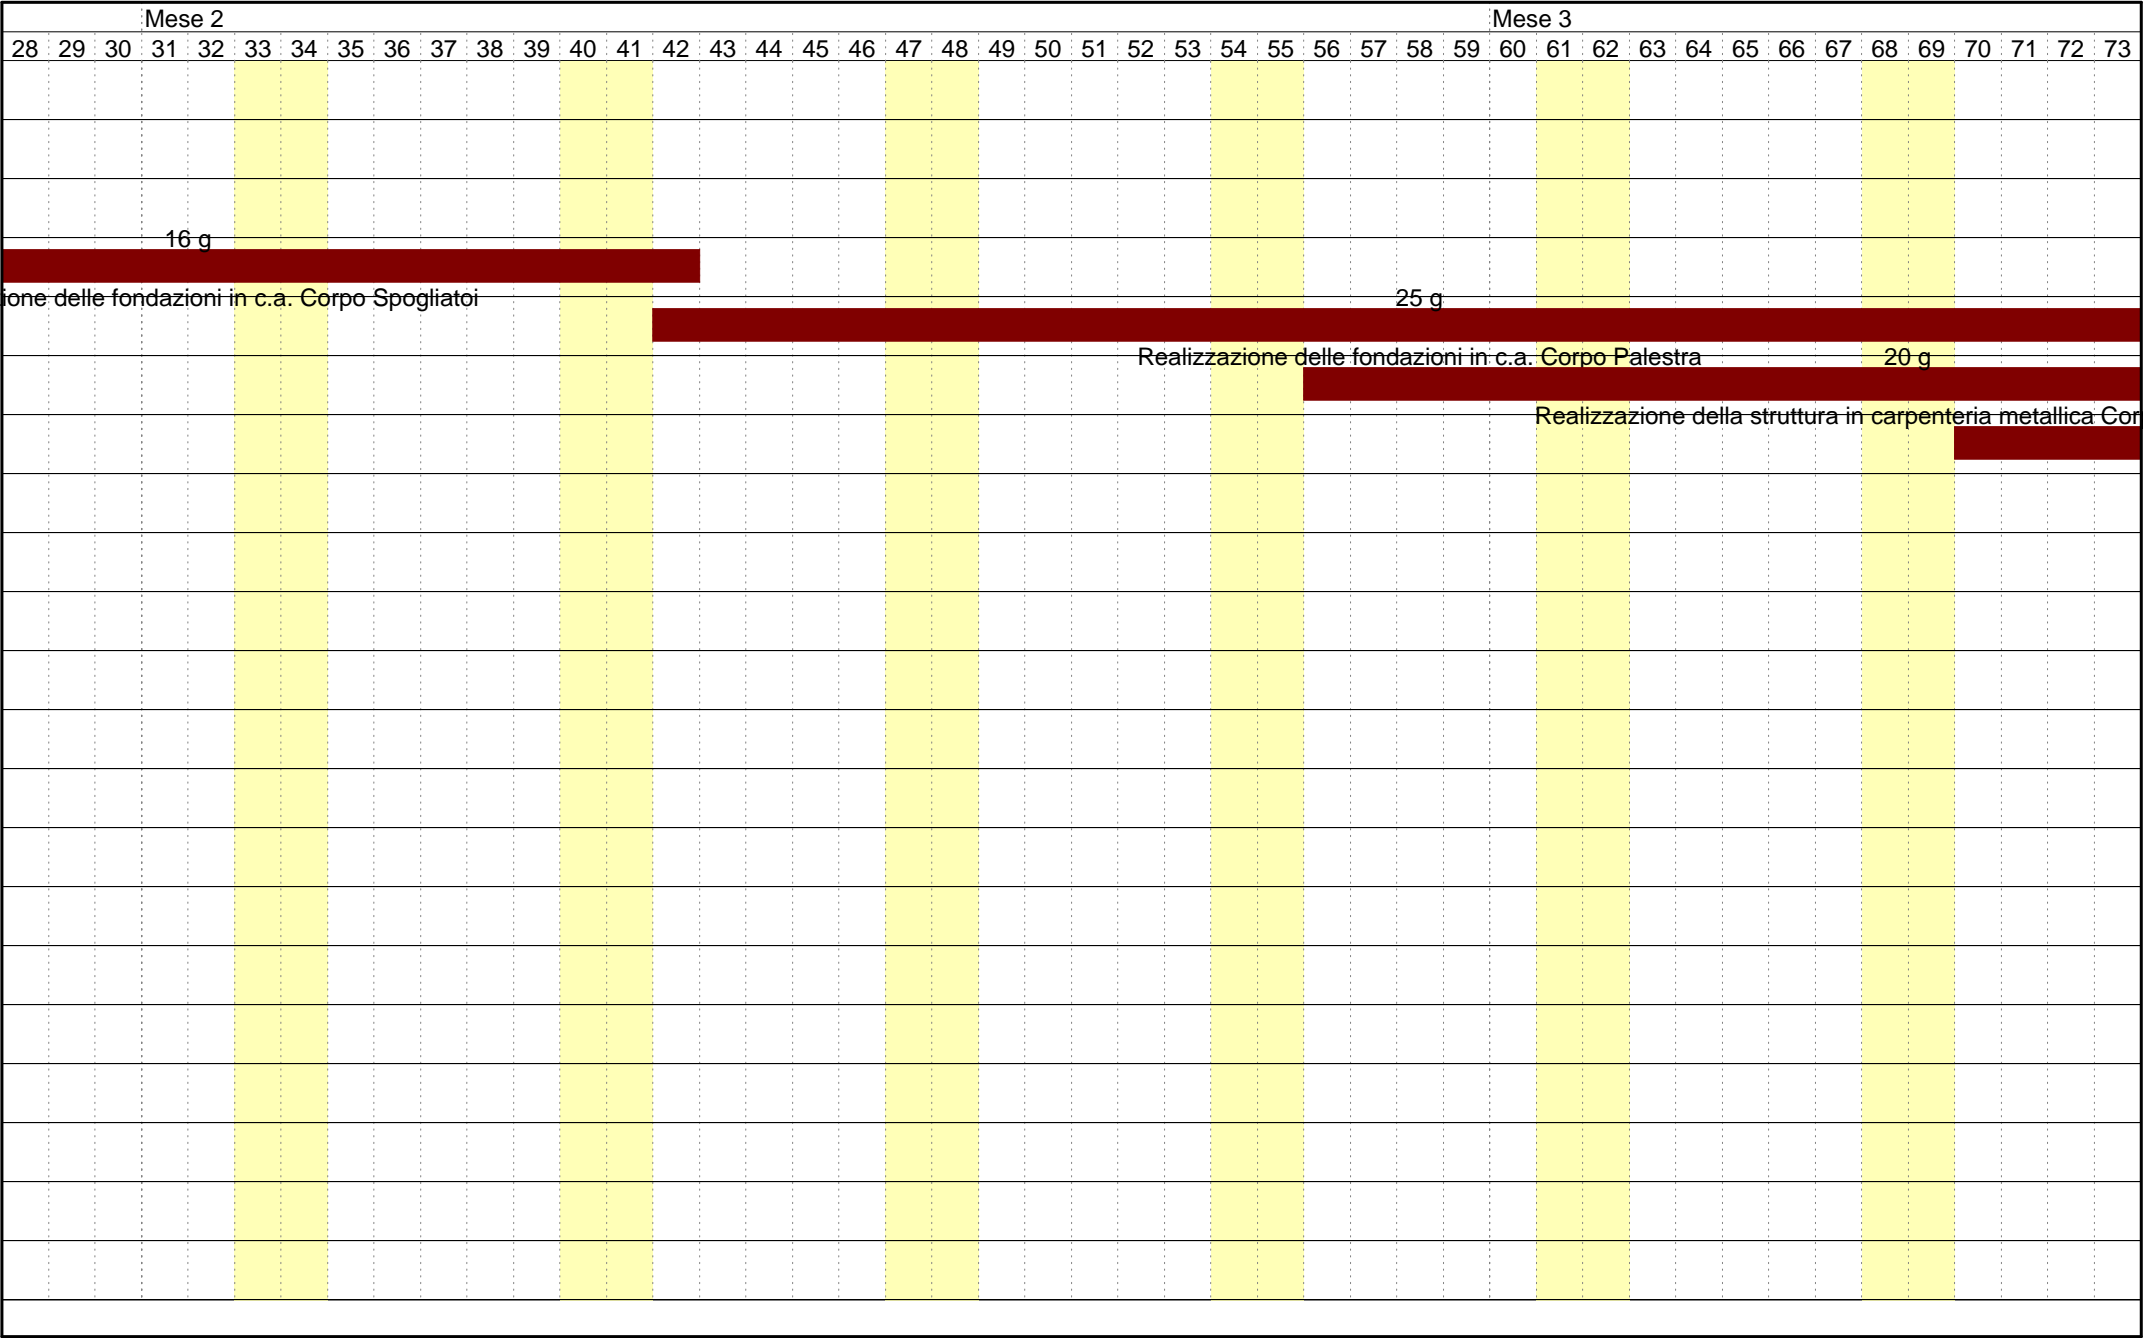 Mese 2 Mese 3
28 29 30 31 32 33 34 35 36 37 38 39 40 41 42 43 44 45 46 47 48 49 50 51 52 53 54 55 56 57 58 59 60 61 62 63 64 65 66 67 68 69 70 71 72 73
16 g
ione delle fondazioni in c.a. Corpo Spogliatoi
25 g
Realizzazione delle fondazioni in c.a. Corpo Palestra
20 g
Realizzazione della struttura in carpenteria metallica Cor